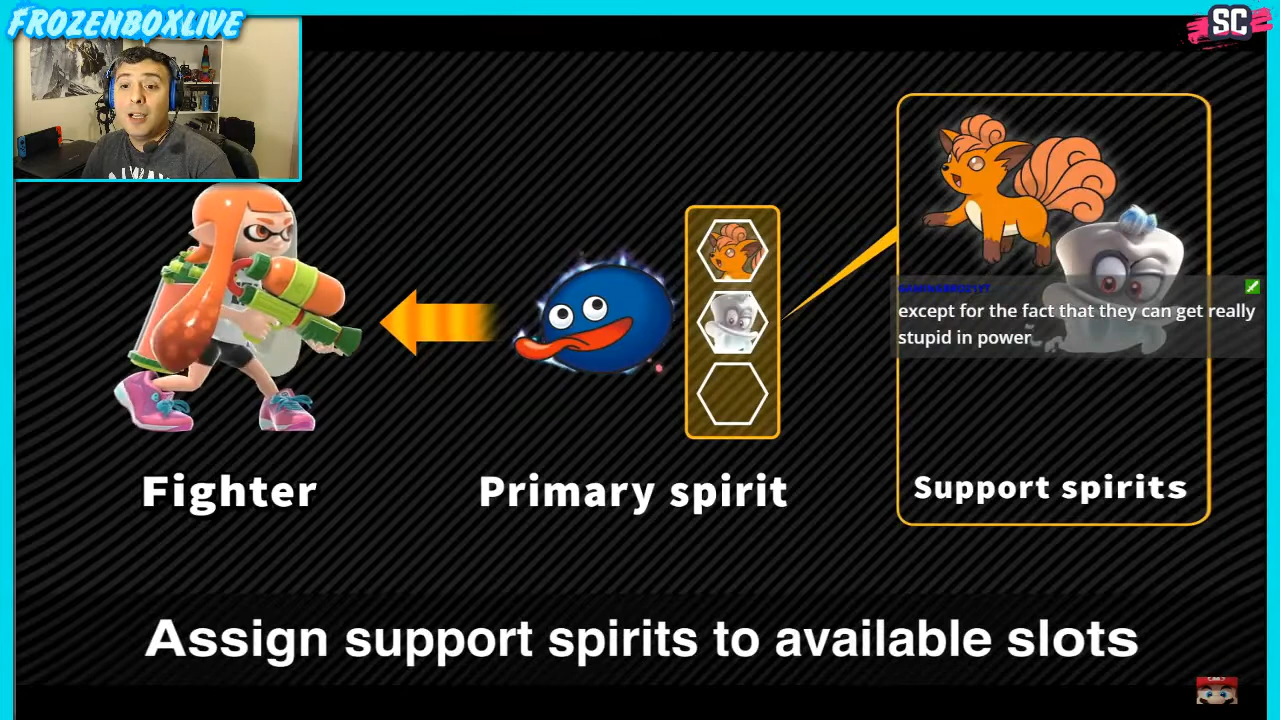 FROZENBOXLIVE
SC
except for the fact that they can get really
stupid in power
Fighter
Primary spirit
Support spirits
Assign support spirits to available slots